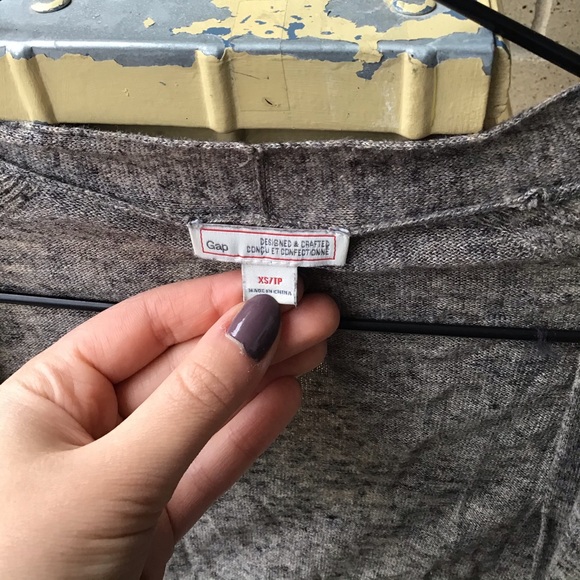 Gap
DESIGNED & CRAFTED
CONÇU ET CONFECTIONNÉ
XS/TP
MADE IN CHINA